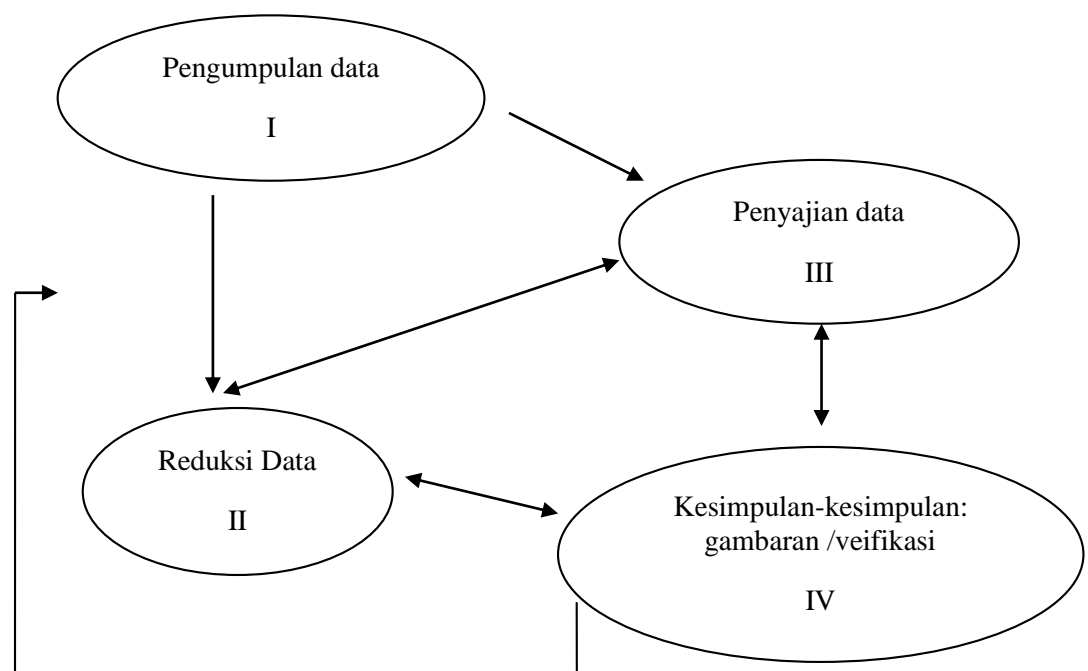 Pengumpulan data
I
Penyajian data
III
Reduksi Data
II
Kesimpulan-kesimpulan:
gambaran /veifikasi
IV